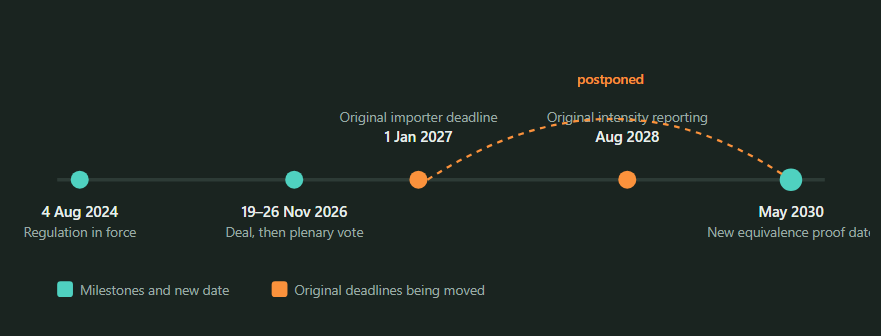 postponed
Original importer deadline
1 Jan 2027
Original intensity reporting
Aug 2028
4 Aug 2024
Regulation in force
19–26 Nov 2026
Deal, then plenary vote
May 2030
New equivalence proof date
Milestones and new date
Original deadlines being moved